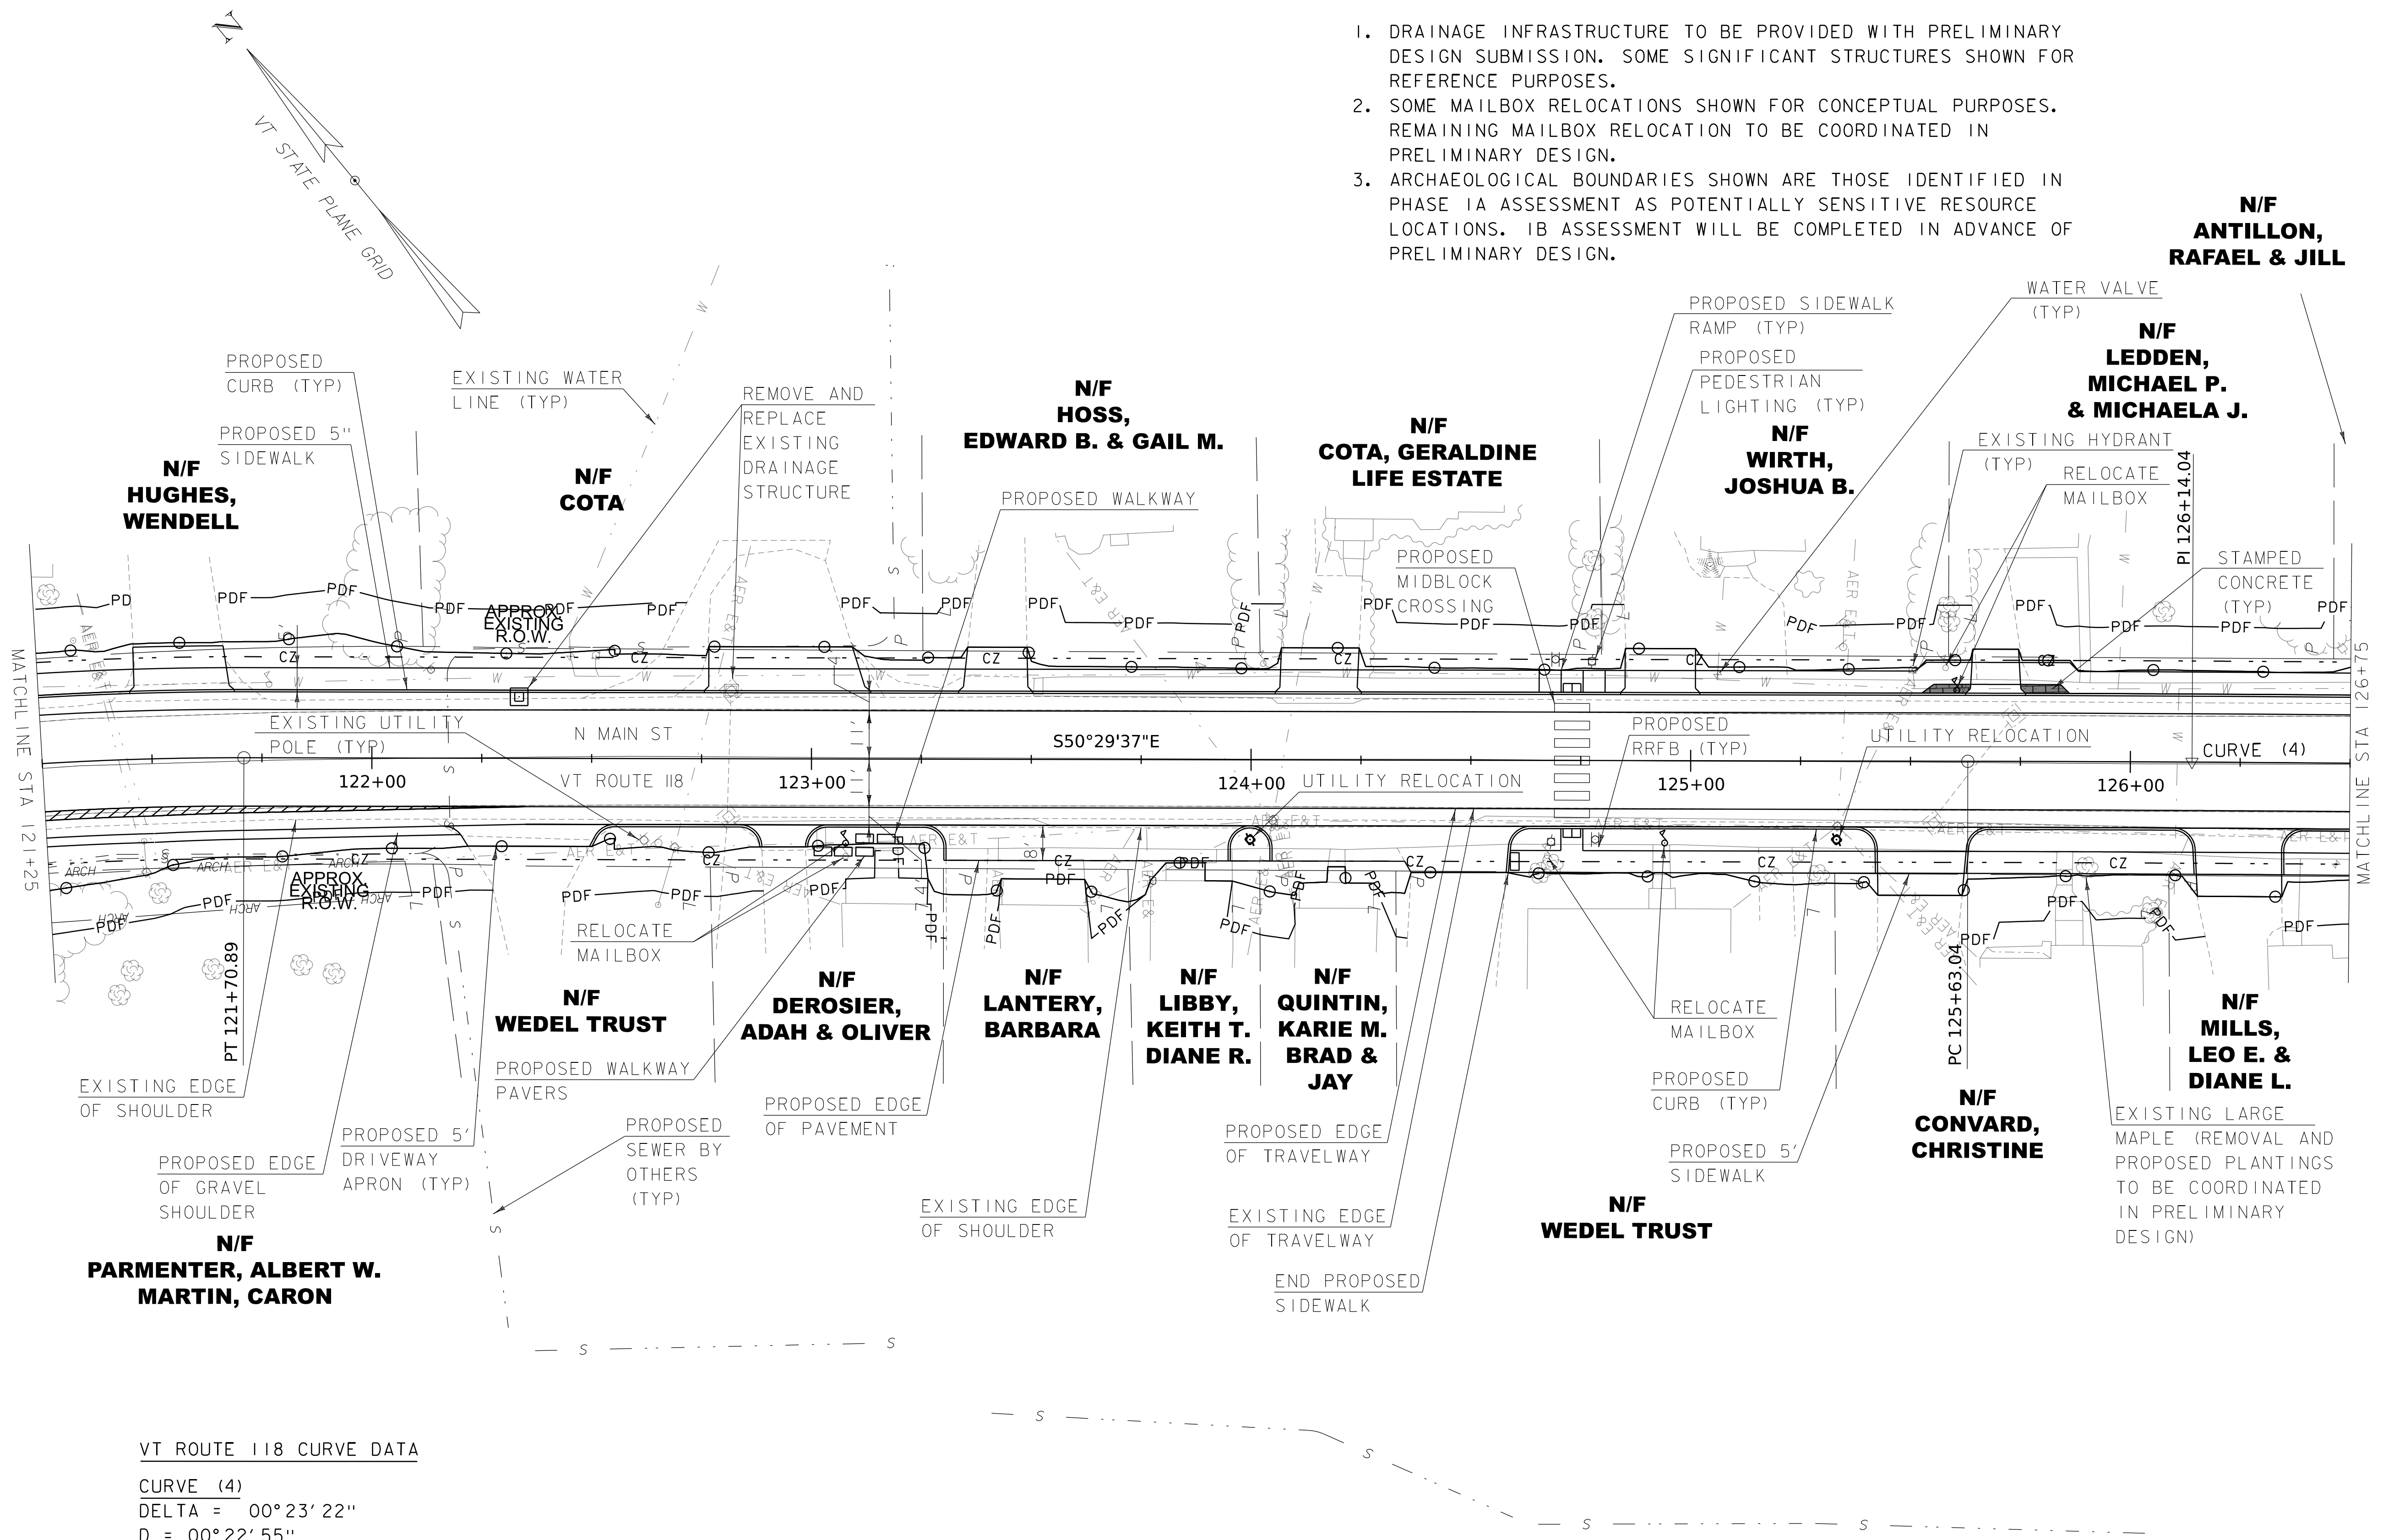 N
VT STATE PLANE GRID
1. DRAINAGE INFRASTRUCTURE TO BE PROVIDED WITH PRELIMINARY
DESIGN SUBMISSION. SOME SIGNIFICANT STRUCTURES SHOWN FOR
REFERENCE PURPOSES.
2. SOME MAILBOX RELOCATIONS SHOWN FOR CONCEPTUAL PURPOSES.
REMAINING MAILBOX RELOCATION TO BE COORDINATED IN
PRELIMINARY DESIGN.
3. ARCHAEOLOGICAL BOUNDARIES SHOWN ARE THOSE IDENTIFIED IN
PHASE IA ASSESSMENT AS POTENTIALLY SENSITIVE RESOURCE
LOCATIONS. IB ASSESSMENT WILL BE COMPLETED IN ADVANCE OF
PRELIMINARY DESIGN.
N/F
ANTILLON,
RAFAEL & JILL
PROPOSED SIDEWALK
RAMP (TYP)
WATER VALVE
(TYP)
N/F
LEDDEN,
MICHAEL P.
& MICHAELA J.
PROPOSED
CURB (TYP)
EXISTING WATER
LINE (TYP)
REMOVE AND
REPLACE
EXISTING
DRAINAGE
STRUCTURE
N/F
HOSS,
EDWARD B. & GAIL M.
PROPOSED
PEDESTRIAN
LIGHTING (TYP)
N/F
COTA, GERALDINE
LIFE ESTATE
N/F
WIRTH,
JOSHUA B.
EXISTING HYDRANT
(TYP)
RELOCATE
MAILBOX
PI 126+14.04
PROPOSED 5"
SIDEWALK
N/F
HUGHES,
WENDELL
N/F
COTA
PROPOSED WALKWAY
PROPOSED
MIDBLOCK
CROSSING
STAMPED
CONCRETE
(TYP)
APPROX.
EXISTING
R.O.W.
MATCHLINE STA 121+25
MATCHLINE STA 126+75
EXISTING UTILITY
POLE (TYP)
N MAIN ST
S50°29'37"E
PROPOSED
RRFB (TYP)
UTILITY RELOCATION
CURVE (4)
122+00
VT ROUTE 118
123+00
124+00
UTILITY RELOCATION
125+00
126+00
11'
11'
8'
APPROX.
EXISTING
R.O.W.
PT 121+70.89
RELOCATE
MAILBOX
PC 125+63.04
N/F
WEDEL TRUST
N/F
DEROSIER,
ADAH & OLIVER
N/F
LANTERY,
BARBARA
N/F
LIBBY,
KEITH T.
DIANE R.
N/F
QUINTIN,
KARIE M.
BRAD &
JAY
RELOCATE
MAILBOX
N/F
MILLS,
LEO E. &
DIANE L.
EXISTING EDGE
OF SHOULDER
PROPOSED WALKWAY
PAVERS
PROPOSED EDGE
OF PAVEMENT
PROPOSED
CURB (TYP)
N/F
CONVARD,
CHRISTINE
EXISTING LARGE
MAPLE (REMOVAL AND
PROPOSED PLANTINGS
TO BE COORDINATED
IN PRELIMINARY
DESIGN)
PROPOSED EDGE
OF GRAVEL
SHOULDER
PROPOSED 5'
DRIVEWAY
APRON (TYP)
PROPOSED
SEWER BY
OTHERS
(TYP)
PROPOSED EDGE
OF TRAVELWAY
PROPOSED 5'
SIDEWALK
EXISTING EDGE
OF SHOULDER
EXISTING EDGE
OF TRAVELWAY
N/F
WEDEL TRUST
END PROPOSED
SIDEWALK
N/F
PARMENTER, ALBERT W.
MARTIN, CARON
VT ROUTE 118 CURVE DATA
CURVE (4)
DELTA = 00°23'22"
D = 00°22'55"